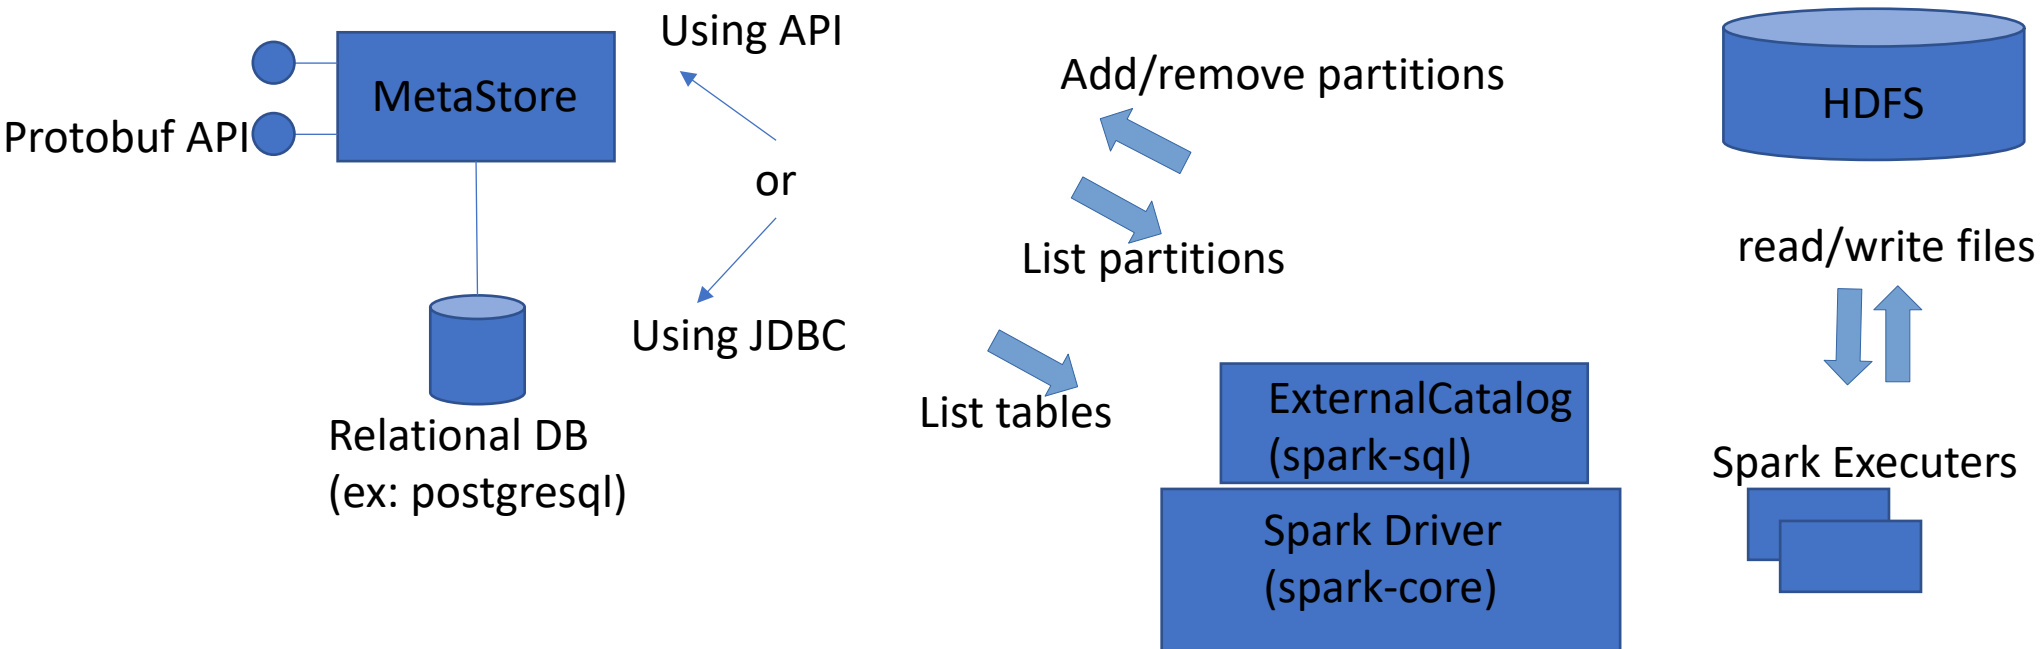 Using API
MetaStore
Protobuf API
or
Using JDBC
Relational DB
(ex: postgresql)
Add/remove partitions
List partitions
List tables
ExternalCatalog
(spark-sql)
Spark Driver
(spark-core)
HDFS
read/write files
Spark Executers